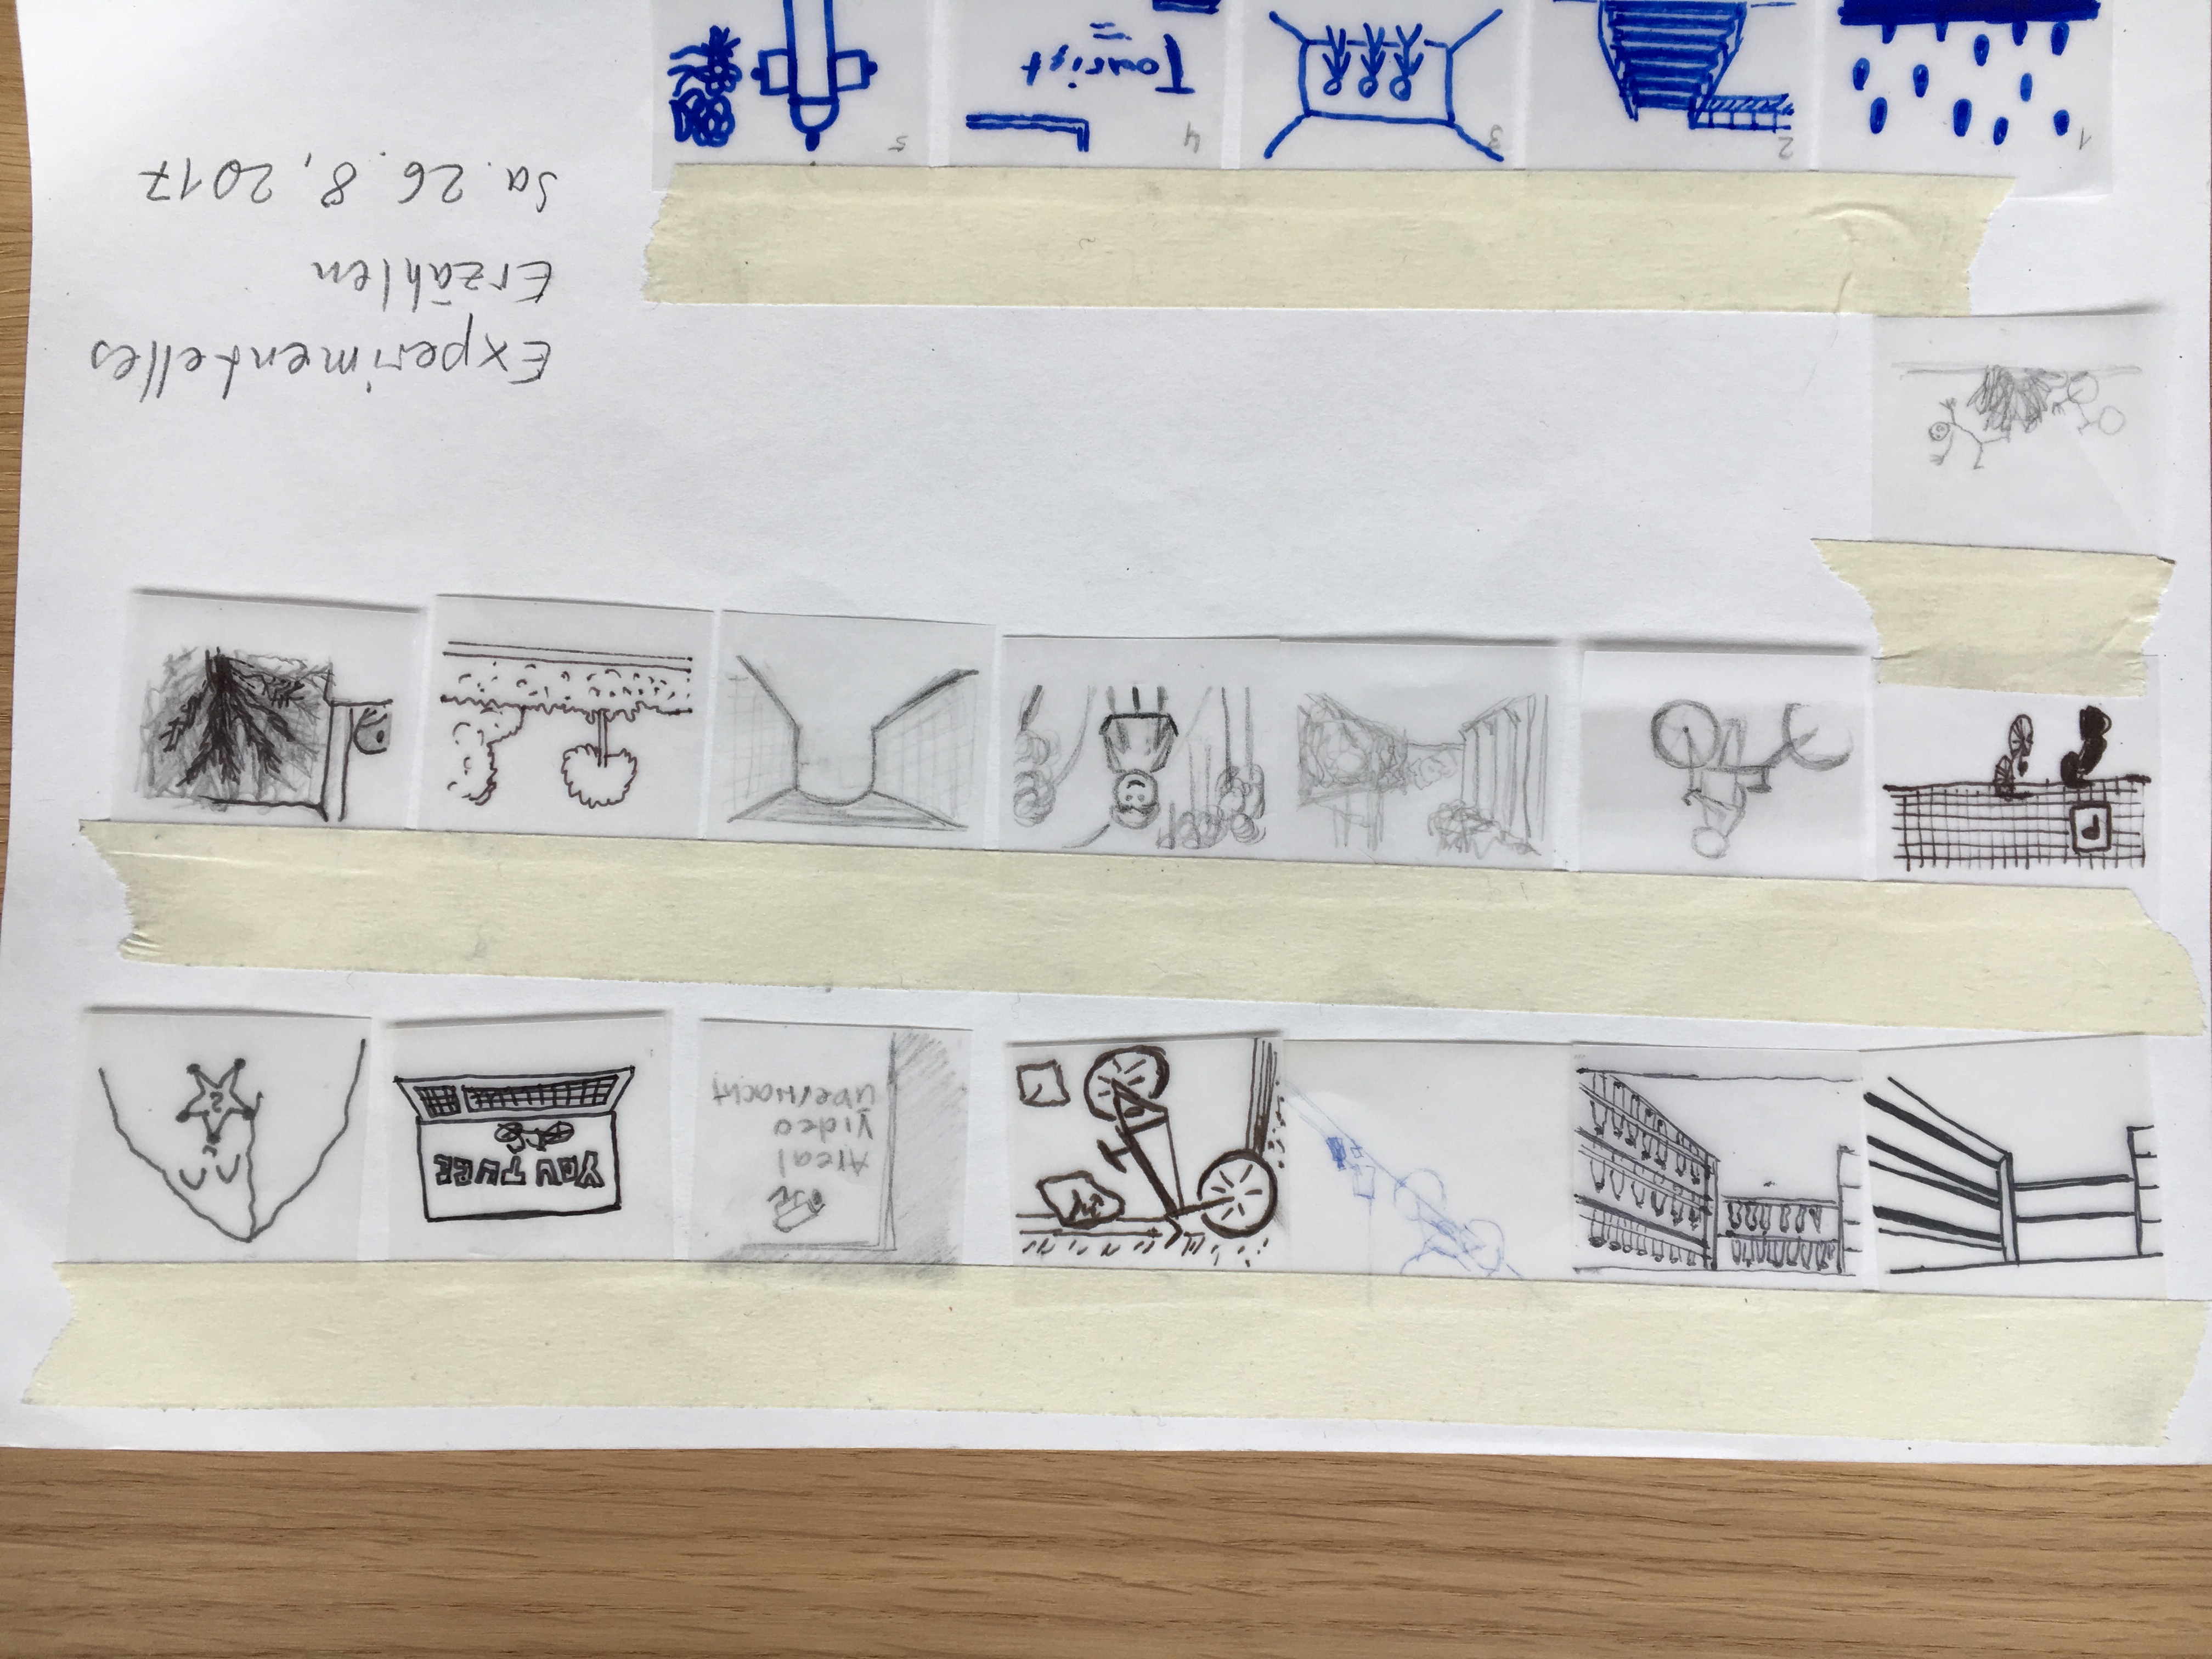 YOU TUBE
Areal
Video
überwacht
P
Experimentelles
Erzählen
Sa. 26.8.2017
1
2
3
4
Tourist
5